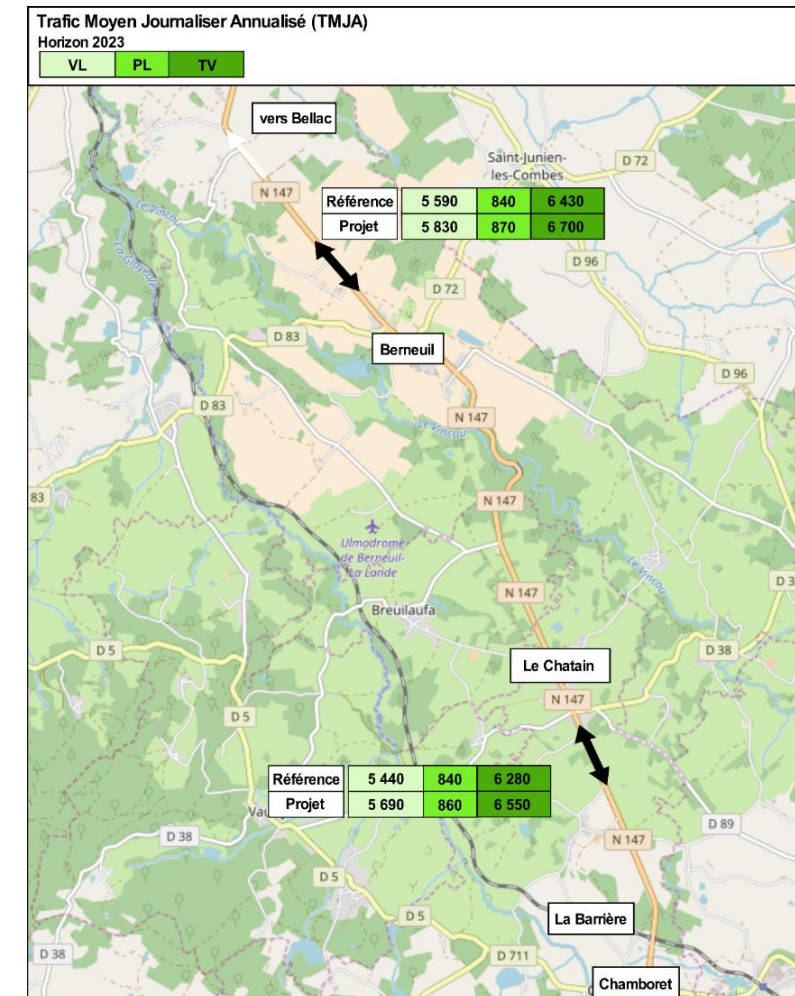 Trafic Moyen Journaliser Annualisé (TMJA)
Horizon 2023
VL PL TV
vers Bellac
Saint-Junien-
les-Combes
D 72
N 147
Le Vincou
La Glayeule
Référence 5 590 840 6 430
Projet 5 830 870 6 700
D 96
D 72
D 83
Berneuil
D 96
D 83
N 147
Le Vincou
83
N 147
Ulmodrome
de Berneuil-
La Lande
Le Vincou
D 3
N 147
Breuilaufa
D 5
D 38
Le Chatain
N 147
D 5
Référence 5 440 840 6 280
Projet 5 690 860 6 550
Vau
D 38
D 89
N 147
D 5
D 5
La Barrière
D 38
D 711
Chamboret